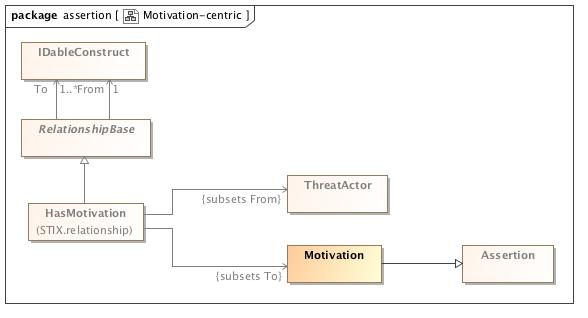 package assertion [ Motivation-centric ]
IDableConstruct
To 1..* From 1
RelationshipBase
HasMotivation
(STIX.relationship)
ThreatActor
{subsets From}
Motivation
{subsets To}
Assertion